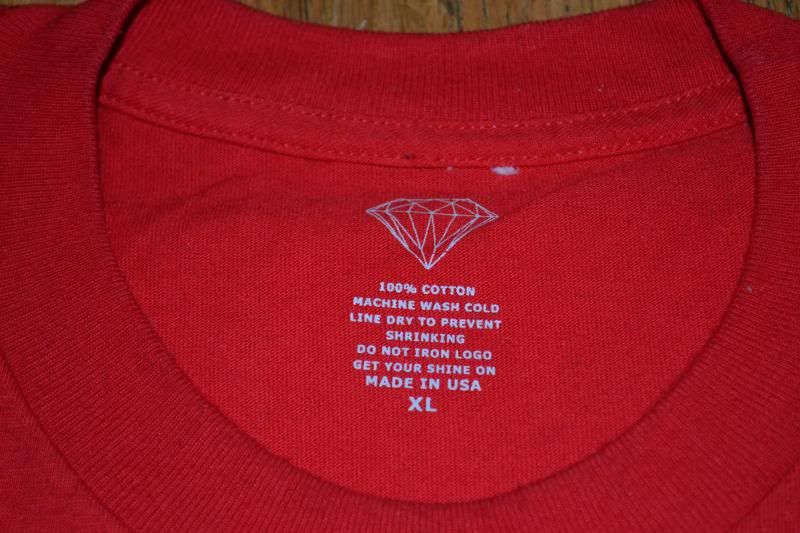 100% COTTON
MACHINE WASH COLD
LINE DRY TO PREVENT
SHRINKING
DO NOT IRON LOGO
GET YOUR SHINE ON
MADE IN USA
XL